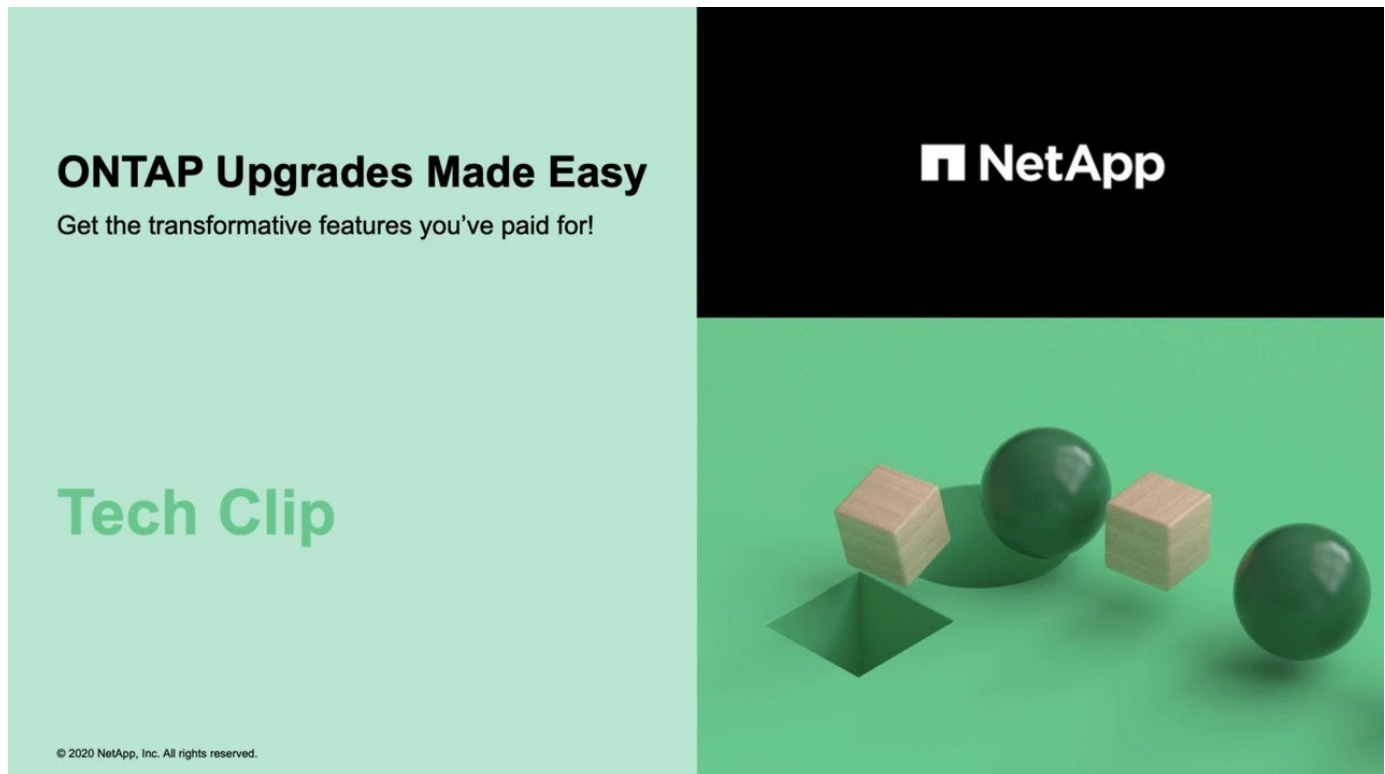 ONTAP Upgrades Made Easy
Get the transformative features you’ve paid for!
NetApp
Tech Clip
© 2020 NetApp, Inc. All rights reserved.